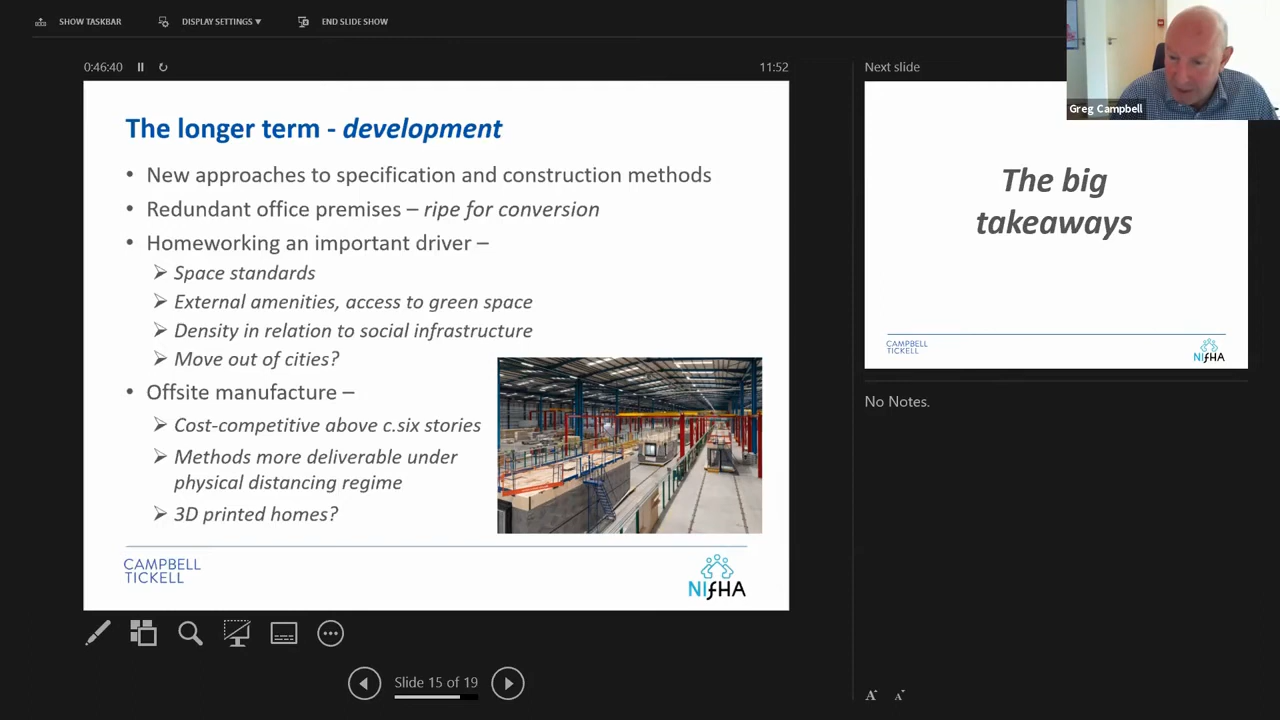 SHOW TASKBAR
DISPLAY SETTINGS ▼
END SLIDE SHOW
0:46:40
11:52
The longer term - development
• New approaches to specification and construction methods
• Redundant office premises – ripe for conversion
• Homeworking an important driver –
➢ Space standards
➢ External amenities, access to green space
➢ Density in relation to social infrastructure
➢ Move out of cities?
• Offsite manufacture –
➢ Cost-competitive above c.six stories
➢ Methods more deliverable under
physical distancing regime
➢ 3D printed homes?
CAMPBELL
TICKELL
NIfHA
Slide 15 of 19
Next slide
Greg Campbell
The big
takeaways
CAMPBELL
TICKELL
NIfHA
No Notes.
A
A